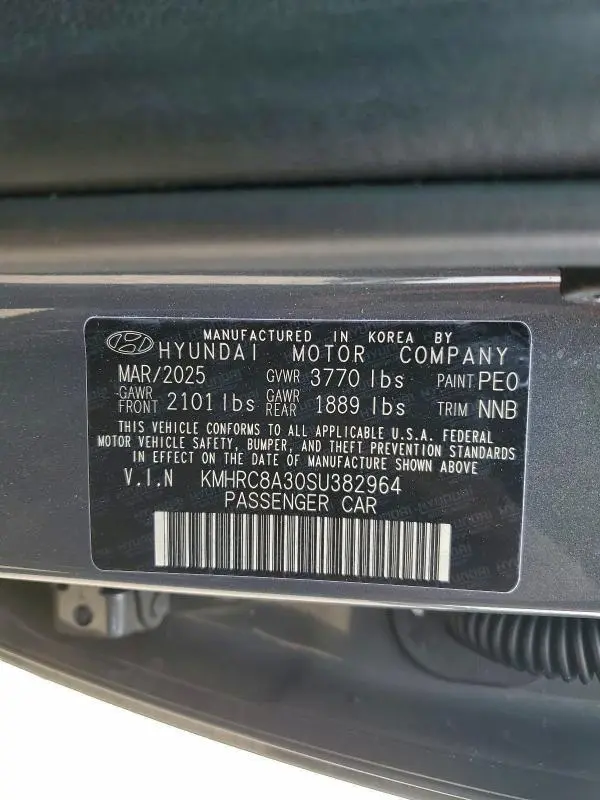 MANUFACTURED IN KOREA BY
HYUNDAI MOTOR COMPANY
MAR/2025 GVWR 3770 lbs PAINT PE0
GAWR FRONT 2101 lbs GAWR REAR 1889 lbs TRIM NNB
THIS VEHICLE CONFORMS TO ALL APPLICABLE U.S.A. FEDERAL
MOTOR VEHICLE SAFETY, BUMPER, AND THEFT PREVENTION STANDARDS
IN EFFECT ON THE DATE OF MANUFACTURE SHOWN ABOVE
V.I.N KMHRC8A30SU382964
PASSENGER CAR